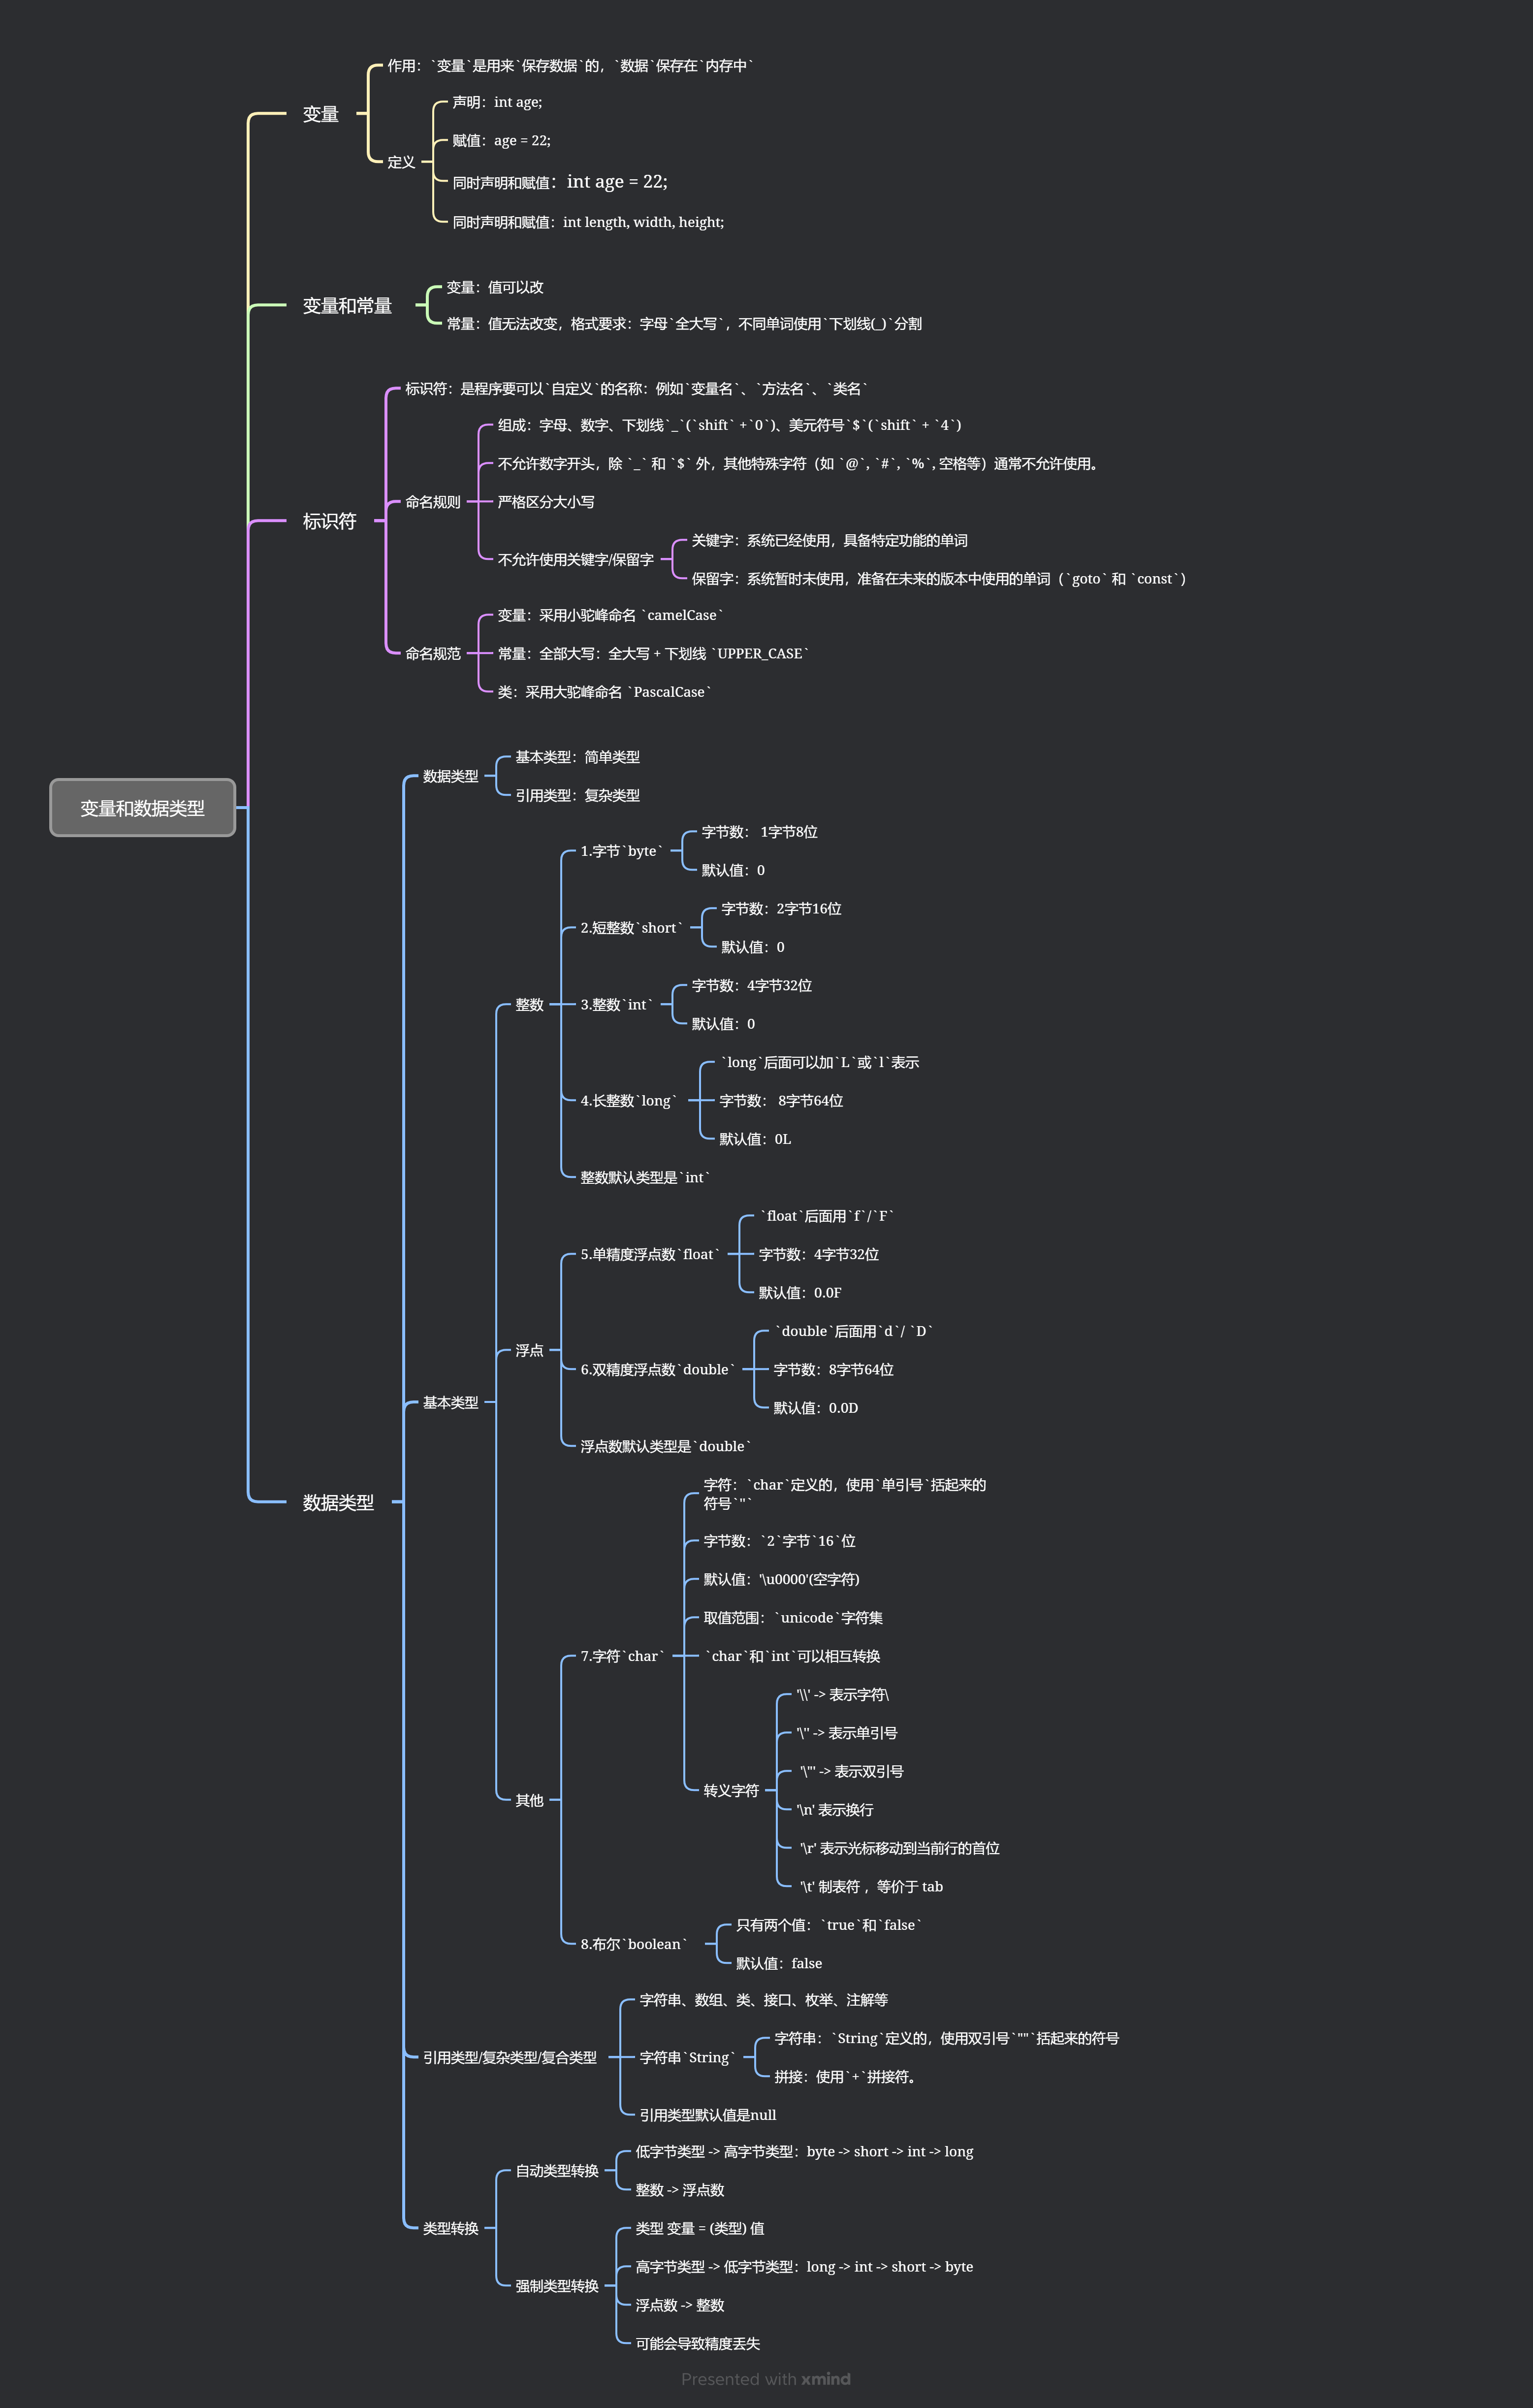 变量和数据类型
变量
作用：`变量`是用来`保存数据`的，`数据`保存在`内存中`
定义
声明：int age;
赋值：age = 22;
同时声明和赋值：int age = 22;
同时声明和赋值：int length, width, height;
变量和常量
变量：值可以改
常量：值无法改变，格式要求：字母`全大写`，不同单词使用`下划线(_)`分割
标识符
标识符：是程序要可以`自定义`的名称：例如`变量名`、`方法名`、`类名`
命名规则
组成：字母、数字、下划线`_`(`shift` +`0`)、美元符号`$`(`shift` + `4`)
不允许数字开头，除 `_` 和 `$` 外，其他特殊字符（如 `@`, `#`, `%`, 空格等）通常不允许使用。
严格区分大小写
不允许使用关键字/保留字
关键字：系统已经使用，具备特定功能的单词
保留字：系统暂时未使用，准备在未来的版本中使用的单词（`goto` 和 `const`）
命名规范
变量：采用小驼峰命名 `camelCase`
常量：全部大写：全大写 + 下划线 `UPPER_CASE`
类：采用大驼峰命名 `PascalCase`
数据类型
数据类型
基本类型：简单类型
引用类型：复杂类型
基本类型
整数
1.字节`byte`
字节数： 1字节8位
默认值：0
2.短整数`short`
字节数：2字节16位
默认值：0
3.整数`int`
字节数：4字节32位
默认值：0
4.长整数`long`
`long`后面可以加`L`或`l`表示
字节数： 8字节64位
默认值：0L
整数默认类型是`int`
浮点
5.单精度浮点数`float`
`float`后面用`f`/`F`
字节数：4字节32位
默认值：0.0F
6.双精度浮点数`double`
`double`后面用`d`/ `D`
字节数：8字节64位
默认值：0.0D
浮点数默认类型是`double`
其他
7.字符`char`
字符：`char`定义的，使用`单引号`括起来的
符号`''`
字节数：`2`字节`16`位
默认值：'\u0000'(空字符)
取值范围：`unicode`字符集
`char`和`int`可以相互转换
转义字符
'\\' -> 表示字符\
'\'' -> 表示单引号
'\"' -> 表示双引号
'\n' 表示换行
'\r' 表示光标移动到当前行的首位
'\t' 制表符 ，等价于 tab
8.布尔`boolean`
只有两个值：`true`和`false`
默认值：false
引用类型/复杂类型/复合类型
字符串、数组、类、接口、枚举、注解等
字符串`String`
字符串：`String`定义的，使用双引号`""`括起来的符号
拼接：使用`+`拼接符。
引用类型默认值是null
类型转换
自动类型转换
低字节类型 -> 高字节类型：byte -> short -> int -> long
整数 -> 浮点数
强制类型转换
类型 变量 = (类型) 值
高字节类型 -> 低字节类型：long -> int -> short -> byte
浮点数 -> 整数
可能会导致精度丢失
Presented with xmind